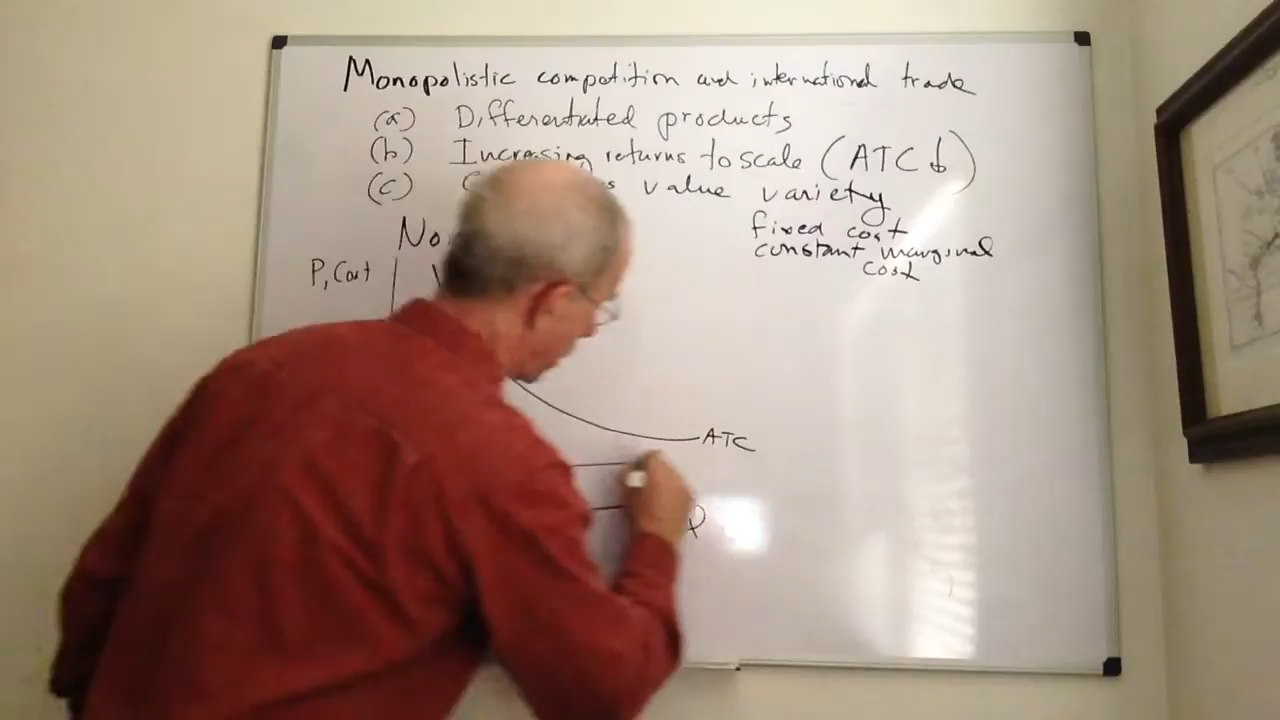 Monopolistic competition and international trade
(a) Differentiated products
(b) Increasing returns to scale (ATC↓)
(c) value variety
fixed cost
constant marginal
cost
P, Cost
ATC